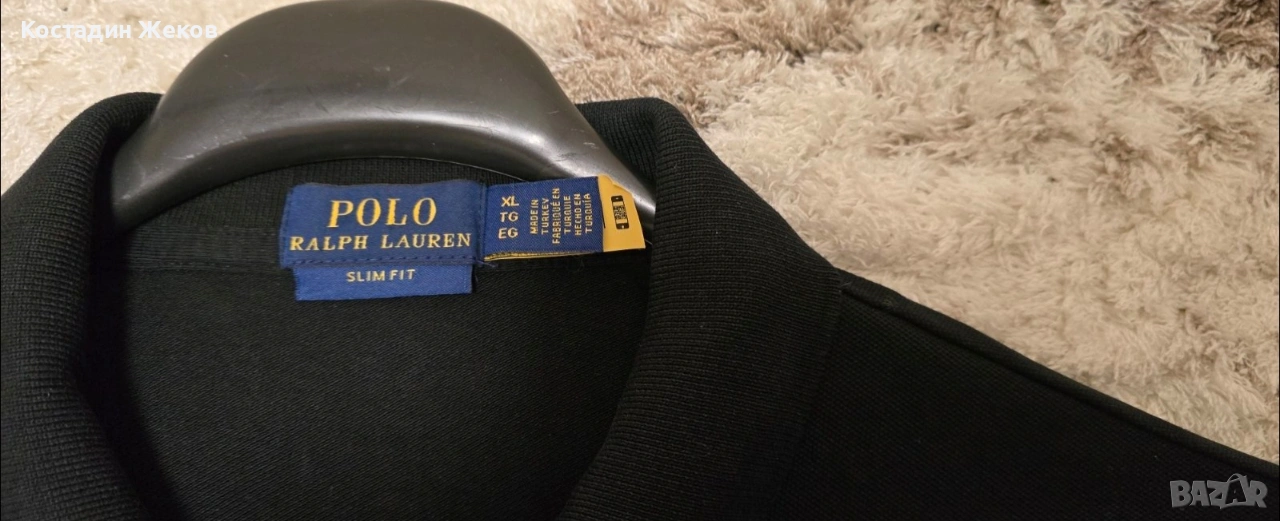 Костадин Жеков
POLO
RALPH LAUREN
SLIM FIT
XL
TG
EG
MADE IN
TURKEY
FABRIQUÉ EN
TURQUIE
HECHO EN
TURQUÍA
BAZAR